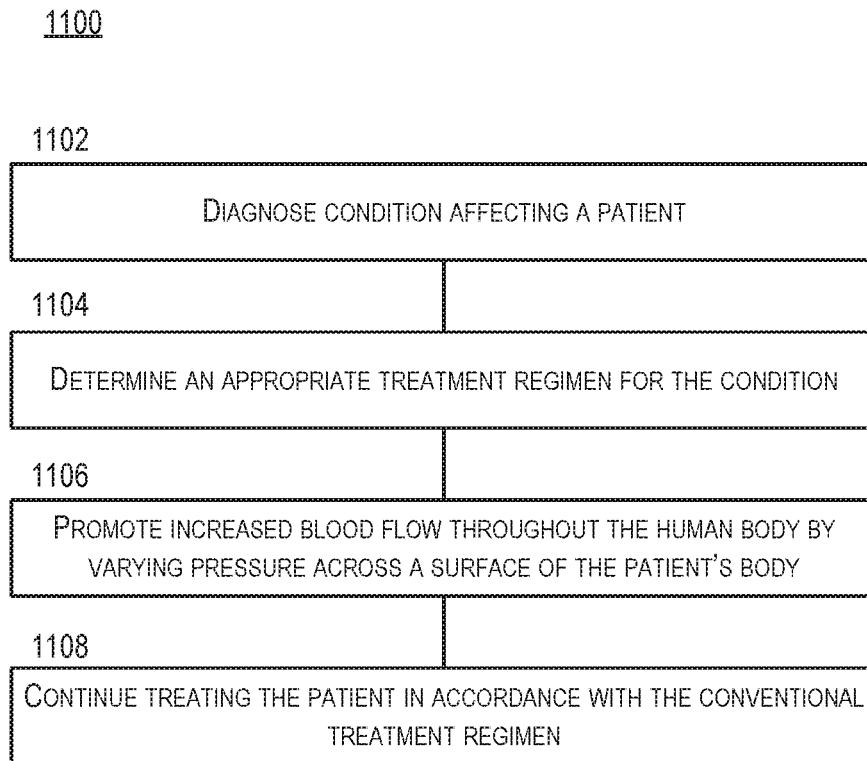 1100
1102
DIAGNOSE CONDITION AFFECTING A PATIENT
1104
DETERMINE AN APPROPRIATE TREATMENT REGIMEN FOR THE CONDITION
1106
PROMOTE INCREASED BLOOD FLOW THROUGHOUT THE HUMAN BODY BY
VARYING PRESSURE ACROSS A SURFACE OF THE PATIENT'S BODY
1108
CONTINUE TREATING THE PATIENT IN ACCORDANCE WITH THE CONVENTIONAL
TREATMENT REGIMEN